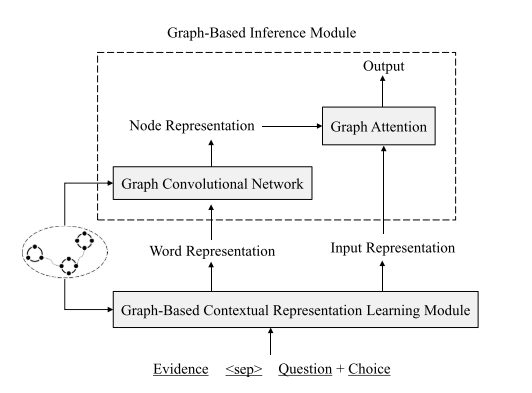 Graph-Based Inference Module
Output
Node Representation
Graph Attention
Graph Convolutional Network
Word Representation
Input Representation
Graph-Based Contextual Representation Learning Module
Evidence <sep> Question + Choice